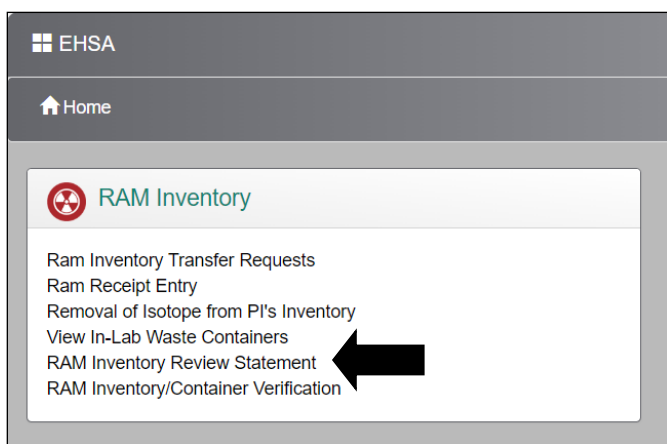 EHSA
Home
RAM Inventory
Ram Inventory Transfer Requests
Ram Receipt Entry
Removal of Isotope from PI's Inventory
View In-Lab Waste Containers
RAM Inventory Review Statement
RAM Inventory/Container Verification